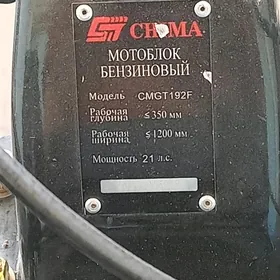 CHOMA
МОТОБЛОК
БЕНЗИНОВЫЙ
Модель CMGT192F
Рабочая
глубина ≤350 мм
Рабочая
ширина ≤1200 мм
Мощность 21 л.с.